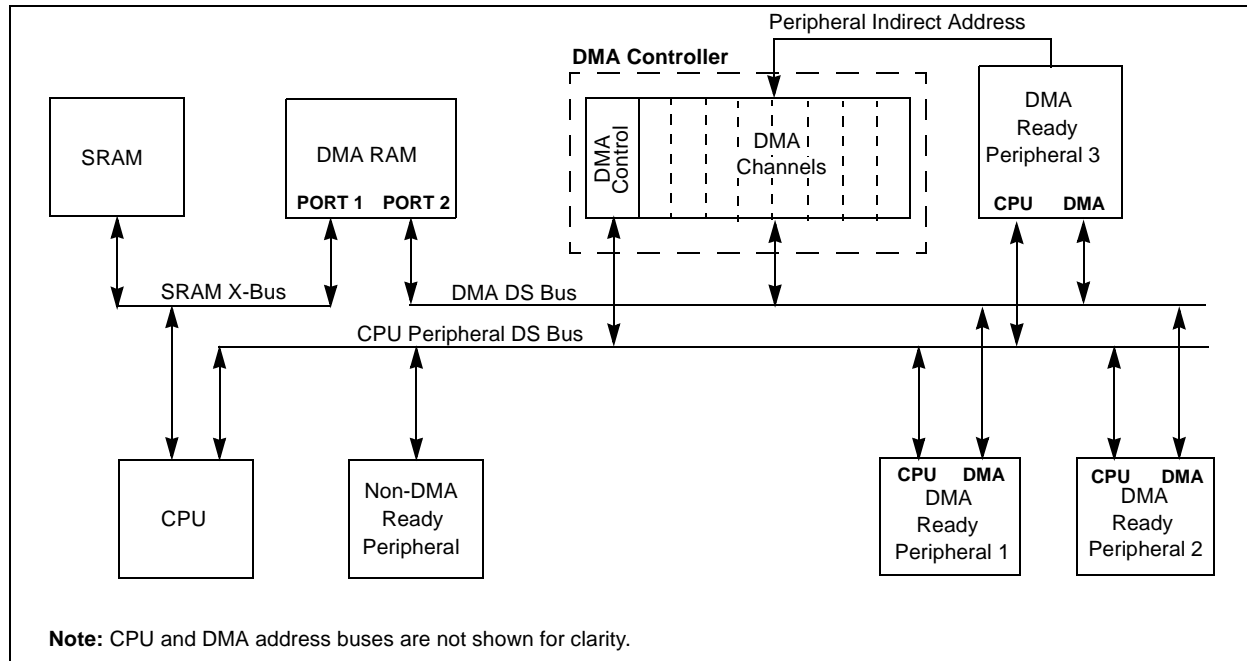 Peripheral Indirect Address
DMA Controller
SRAM
DMA RAM
PORT 1 PORT 2
DMA
Control
DMA
Channels
DMA
Ready
Peripheral 3
CPU DMA
SRAM X-Bus
DMA DS Bus
CPU Peripheral DS Bus
CPU
Non-DMA
Ready
Peripheral
CPU DMA
DMA
Ready
Peripheral 1
CPU DMA
DMA
Ready
Peripheral 2
Note: CPU and DMA address buses are not shown for clarity.